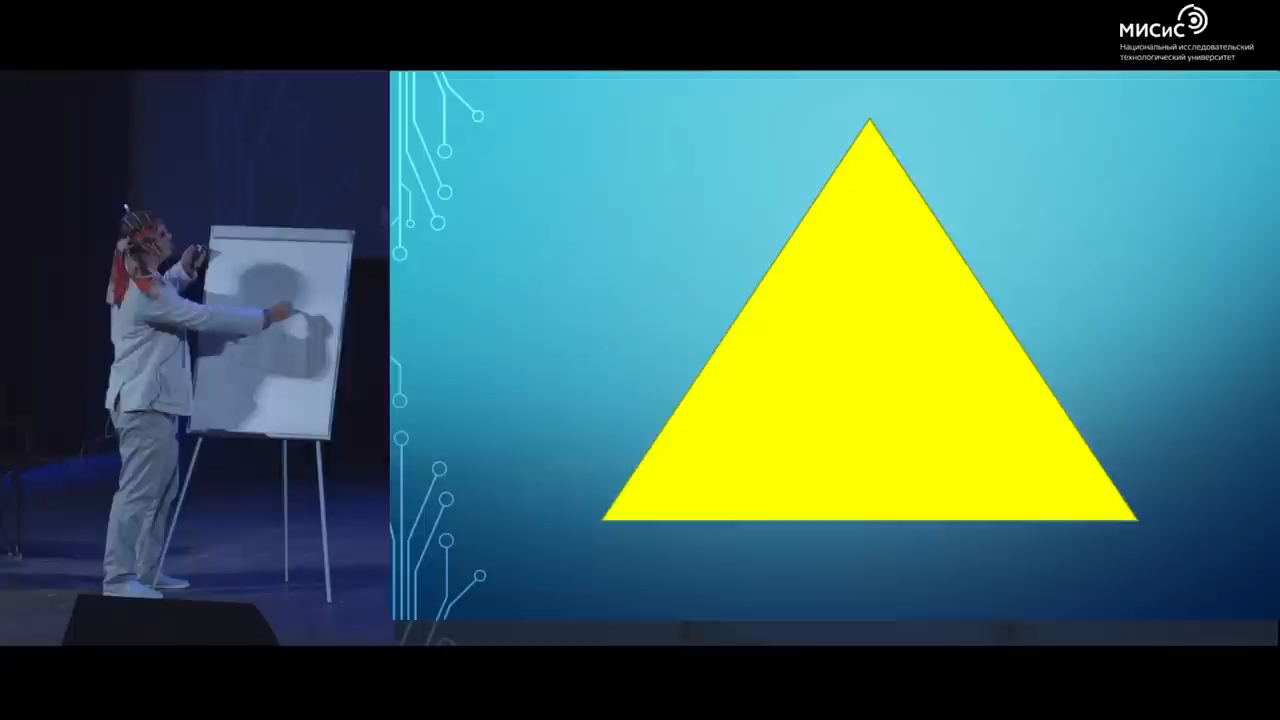 МИСиС
Национальный исследовательский
технологический университет